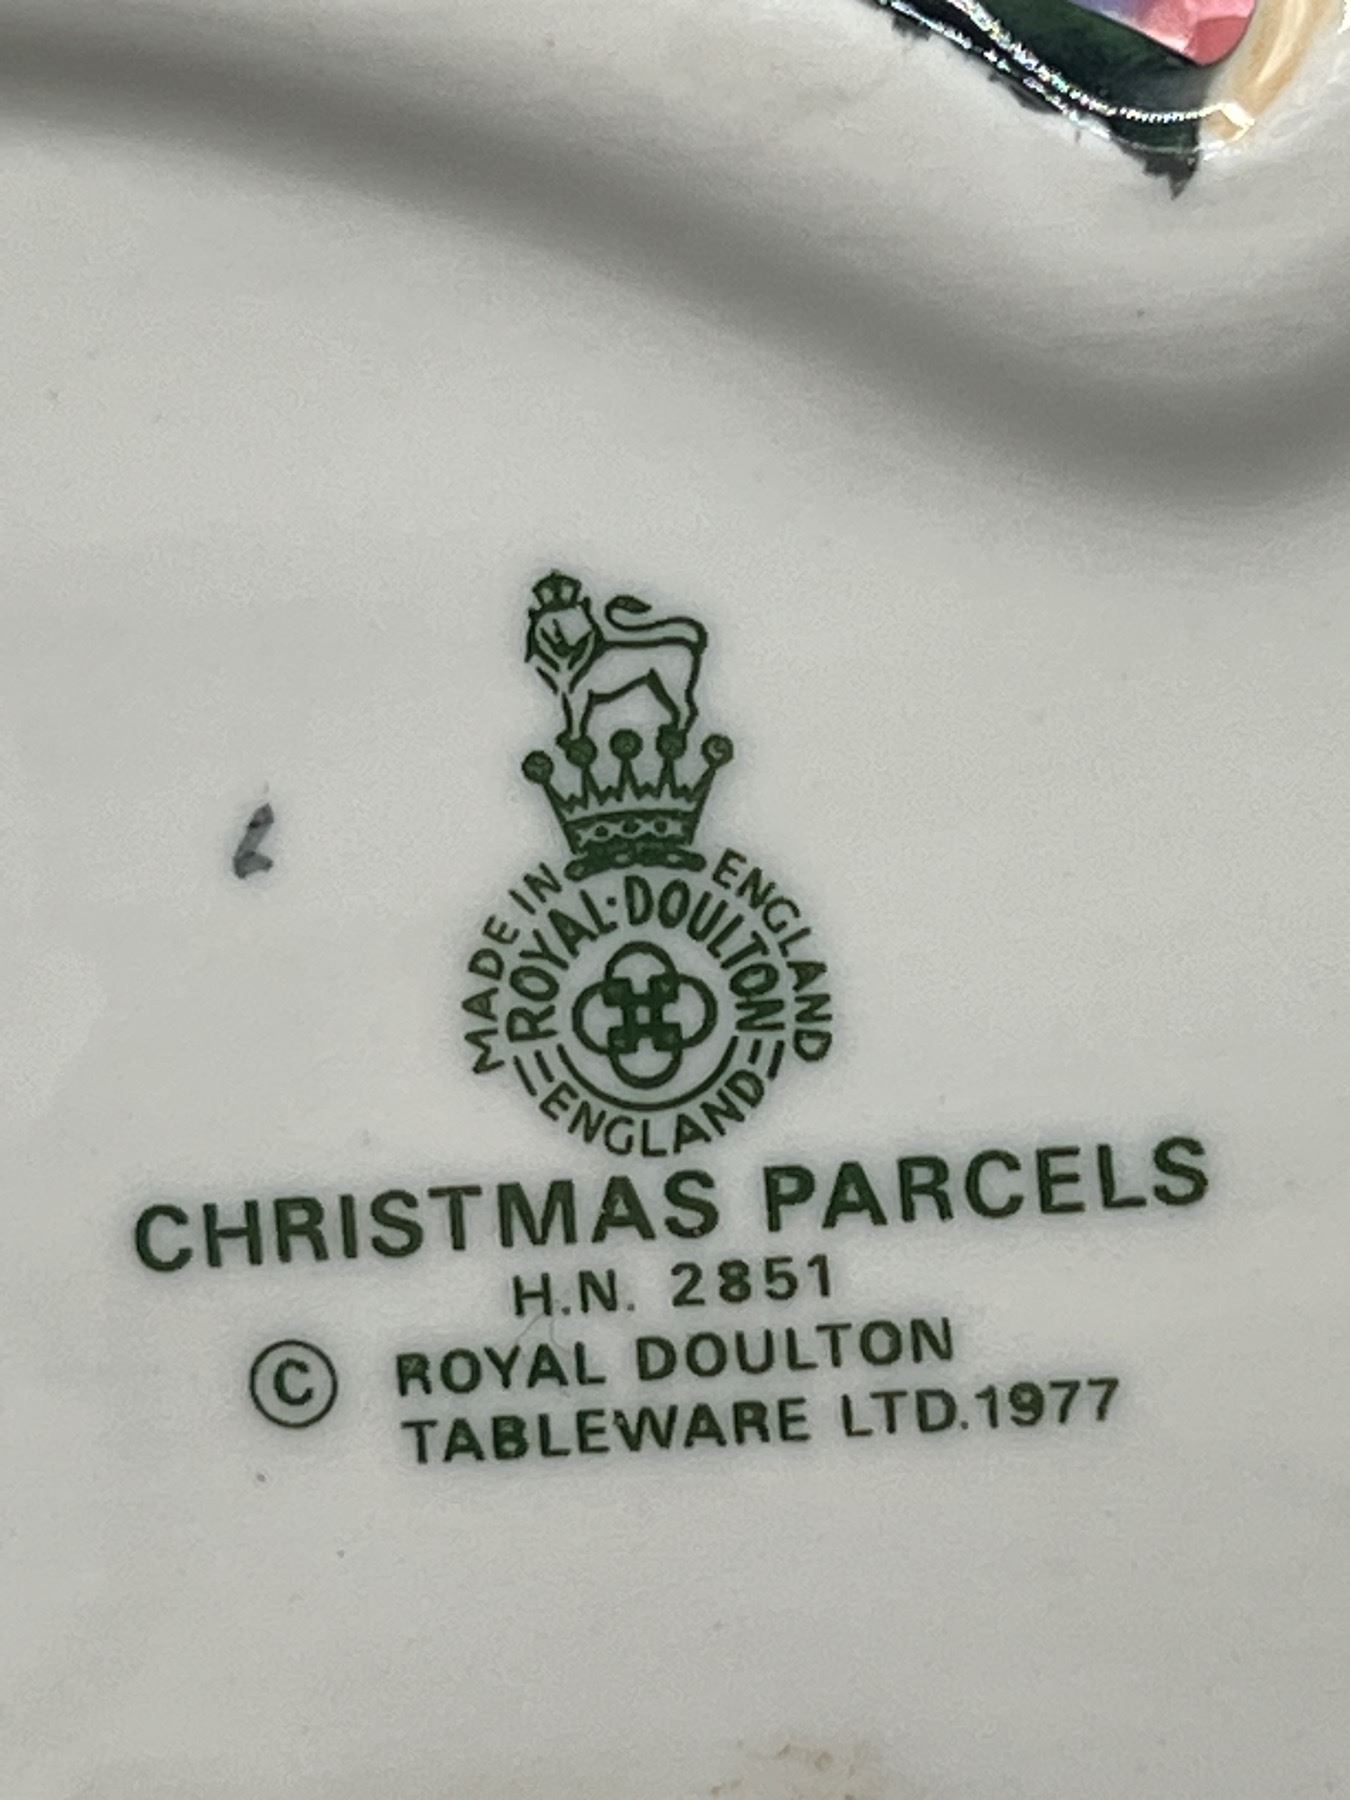 MADE IN ENGLAND
ROYAL·DOULTON
ENGLAND
CHRISTMAS PARCELS
H.N. 2851
© ROYAL DOULTON
TABLEWARE LTD.1977